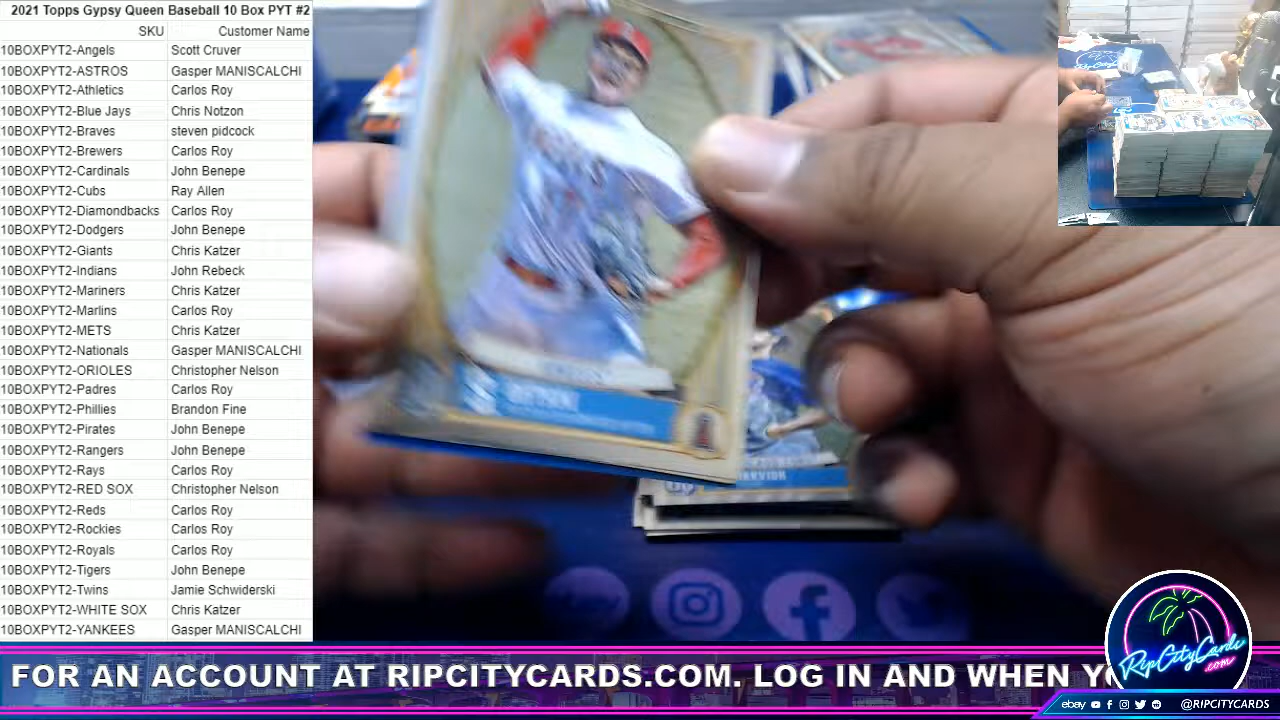 2021 Topps Gypsy Queen Baseball 10 Box PYT #2
SKU Customer Name
10BOXPYT2-Angels Scott Cruver
10BOXPYT2-ASTROS Gasper MANISCALCHI
10BOXPYT2-Athletics Carlos Roy
10BOXPYT2-Blue Jays Chris Notzon
10BOXPYT2-Braves steven pidcock
10BOXPYT2-Brewers Carlos Roy
10BOXPYT2-Cardinals John Benepe
10BOXPYT2-Cubs Ray Allen
10BOXPYT2-Diamondbacks Carlos Roy
10BOXPYT2-Dodgers John Benepe
10BOXPYT2-Giants Chris Katzer
10BOXPYT2-Indians John Rebeck
10BOXPYT2-Mariners Chris Katzer
10BOXPYT2-Marlins Carlos Roy
10BOXPYT2-METS Chris Katzer
10BOXPYT2-Nationals Gasper MANISCALCHI
10BOXPYT2-ORIOLES Christopher Nelson
10BOXPYT2-Padres Carlos Roy
10BOXPYT2-Phillies Brandon Fine
10BOXPYT2-Pirates John Benepe
10BOXPYT2-Rangers John Benepe
10BOXPYT2-Rays Carlos Roy
10BOXPYT2-RED SOX Christopher Nelson
10BOXPYT2-Reds Carlos Roy
10BOXPYT2-Rockies Carlos Roy
10BOXPYT2-Royals Carlos Roy
10BOXPYT2-Tigers John Benepe
10BOXPYT2-Twins Jamie Schwiderski
10BOXPYT2-WHITE SOX Chris Katzer
10BOXPYT2-YANKEES Gasper MANISCALCHI
FOR AN ACCOUNT AT RIPCITYCARDS.COM. LOG IN AND WHEN
RipCityCards
.com
ebay @RIPCITYCARDS